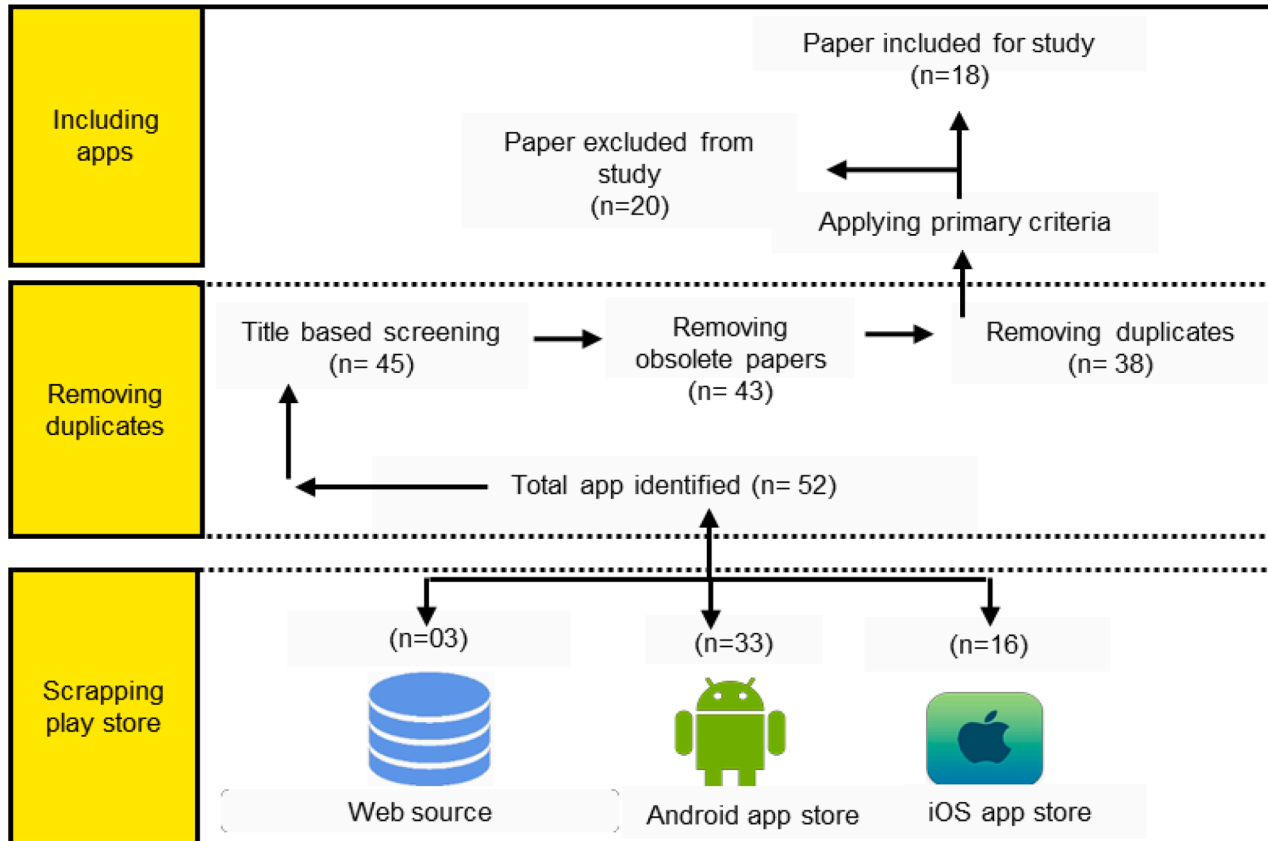 Including
apps
Paper included for study
(n=18)
Paper excluded from
study
(n=20)
Applying primary criteria
Removing
duplicates
Title based screening
(n= 45)
Removing
obsolete papers
(n= 43)
Removing duplicates
(n= 38)
Total app identified (n= 52)
Scrapping
play store
(n=03)
(n=33)
(n=16)
Web source
Android app store
iOS app store